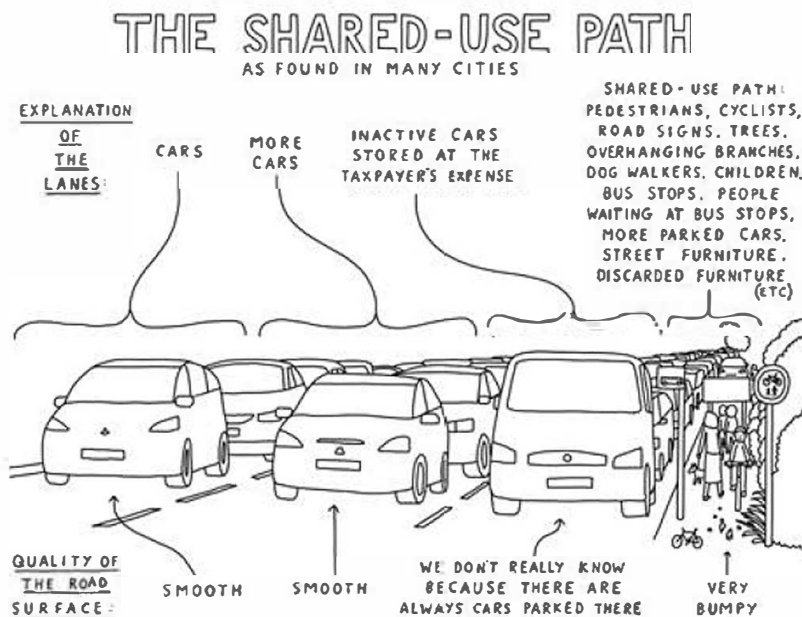 THE SHARED-USE PATH
AS FOUND IN MANY CITIES
EXPLANATION
OF
THE
LANES:
CARS
MORE
CARS
INACTIVE CARS
STORED AT THE
TAXPAYER'S EXPENSE
SHARED-USE PATH:
PEDESTRIANS, CYCLISTS,
ROAD SIGNS, TREES,
OVERHANGING BRANCHES,
DOG WALKERS, CHILDREN,
BUS STOPS, PEOPLE
WAITING AT BUS STOPS,
MORE PARKED CARS,
STREET FURNITURE,
DISCARDED FURNITURE
(ETC)
QUALITY OF
THE ROAD
SURFACE:
SMOOTH
SMOOTH
WE DON'T REALLY KNOW
BECAUSE THERE ARE
ALWAYS CARS PARKED THERE
VERY
BUMPY